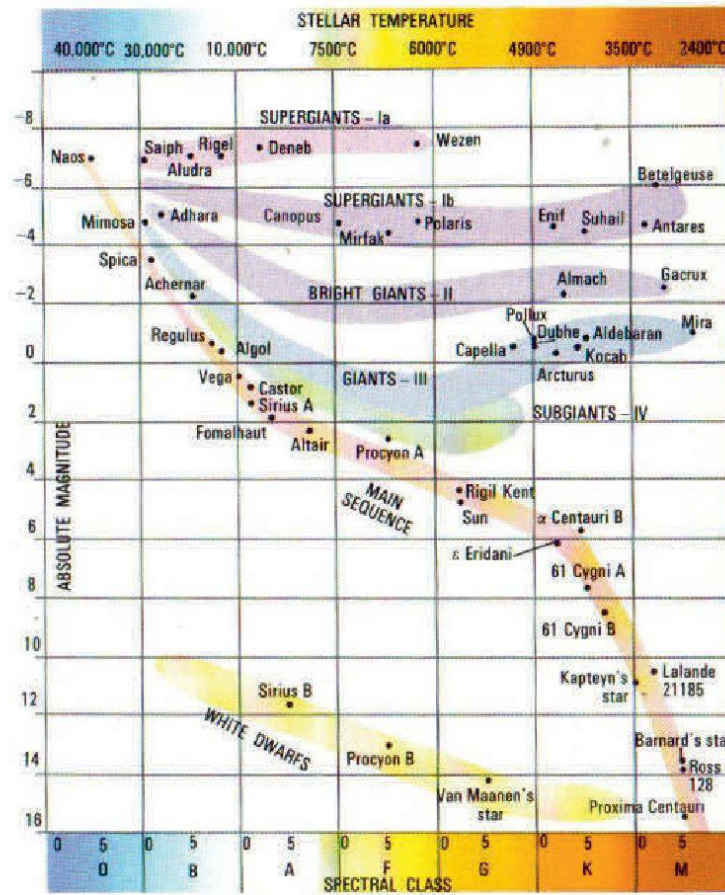 STELLAR TEMPERATURE
40,000°C 30,000°C 10,000°C 7500°C 6000°C 4900°C 3500°C 2400°C
-8
SUPERGIANTS – Ia
Naos Saiph Rigel Deneb Wezen
Aludra
-6
Betelgeuse
SUPERGIANTS – Ib
Mimosa Adhara Canopus Polaris Enif Suhail Antares
Mirfak
-4
Spica
Achernar
BRIGHT GIANTS – II
Almach Gacrux
-2
Pollux
Regulus Algol Capella Dubhe Aldebaran Mira
Kocab
0
Vega GIANTS – III Arcturus
Castor
Sirius A
2
SUBGIANTS – IV
Fomalhaut Altair Procyon A
4
MAIN SEQUENCE
Rigil Kent
Sun
α Centauri B
6
ε Eridani
61 Cygni A
8
61 Cygni B
10
Kapteyn's star
Lalande 21185
Sirius B
12
WHITE DWARFS
Barnard's sta
Procyon B
Ross 128
14
Van Maanen's star
Proxima Centauri
16
ABSOLUTE MAGNITUDE
0 5 0 5 0 5 0 5 0 5 0 5 0 5
O B A F G K M
SPECTRAL CLASS